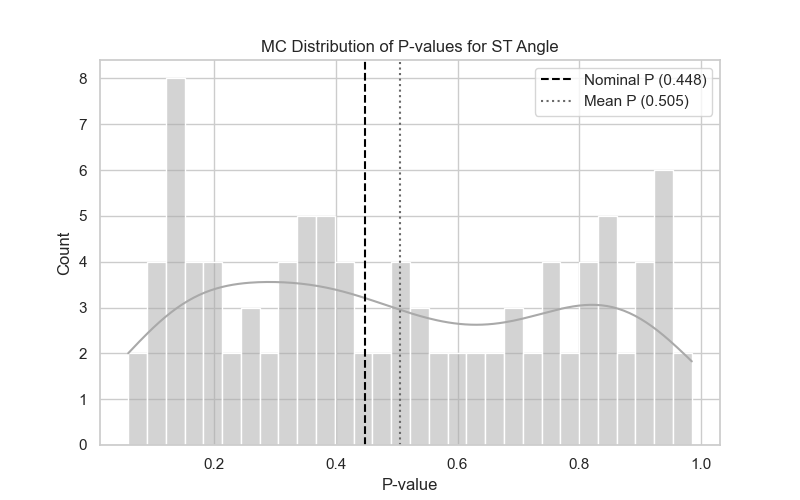 MC Distribution of P-values for ST Angle
Nominal P (0.448)
Mean P (0.505)
Count
8
7
6
5
4
3
2
1
0
0.2 0.4 0.6 0.8 1.0
P-value